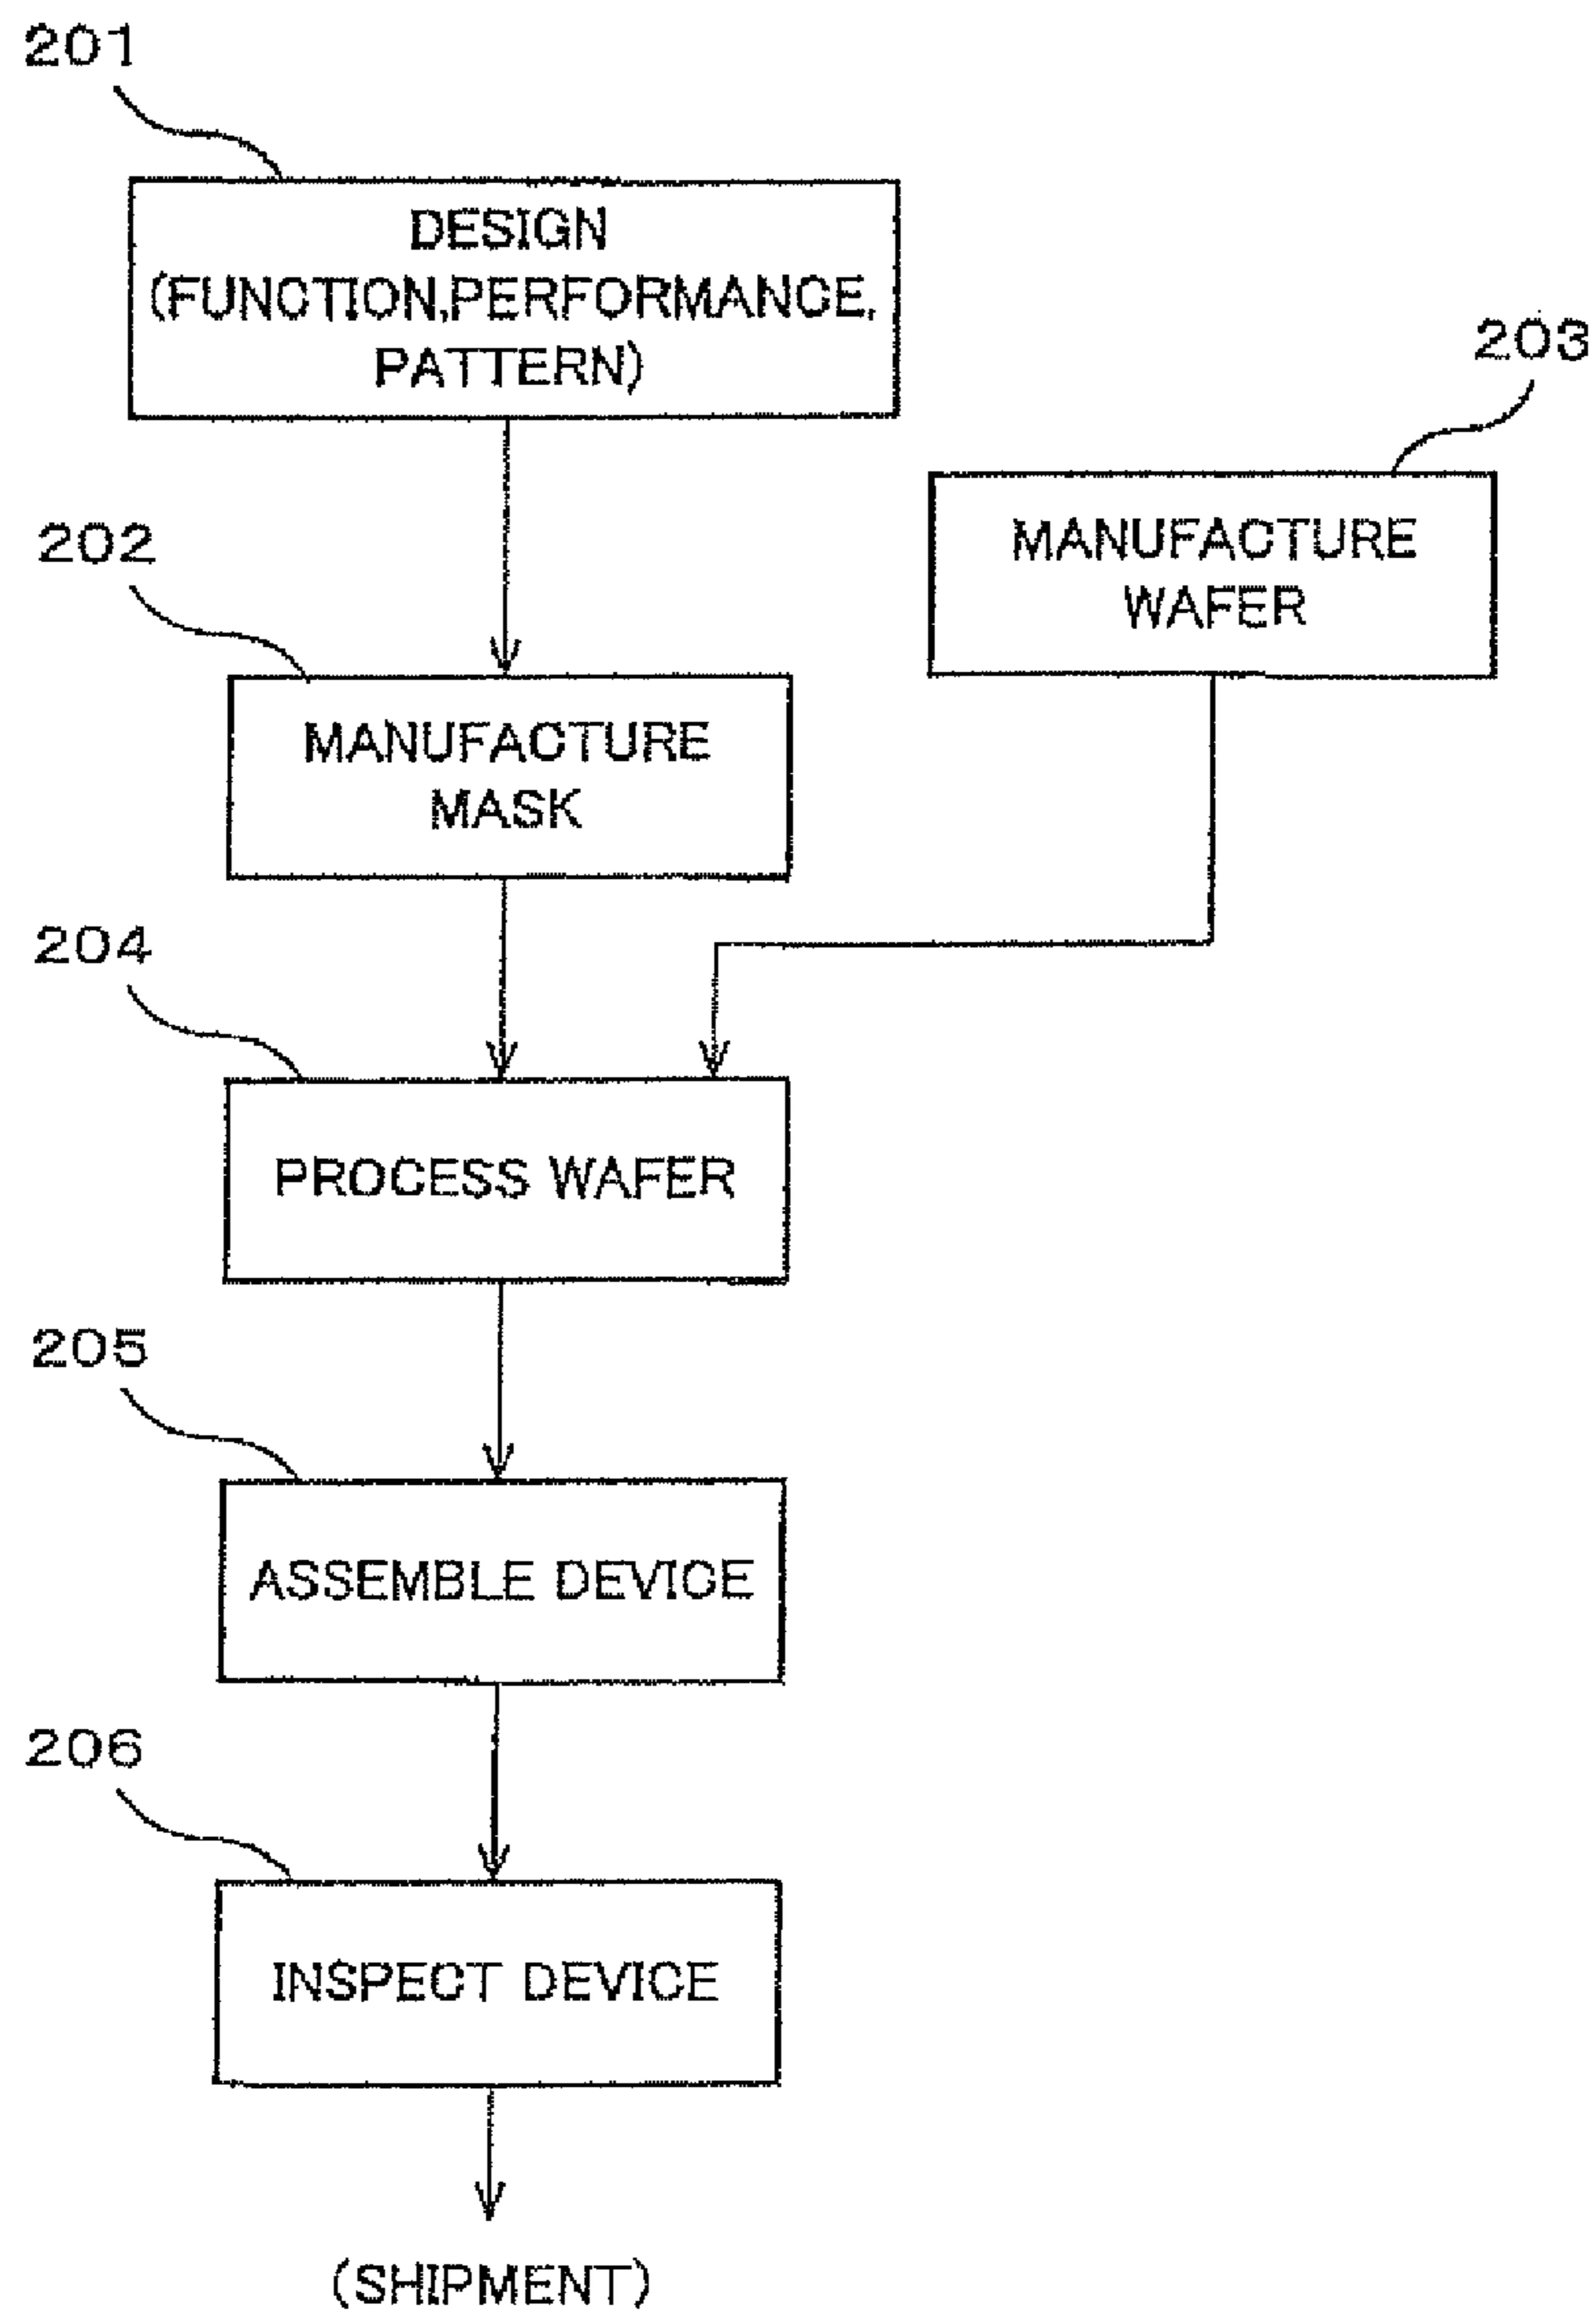 201
DESIGN
(FUNCTION,PERFORMANCE,
PATTERN)
203
MANUFACTURE
WAFER
202
MANUFACTURE
MASK
204
PROCESS WAFER
205
ASSEMBLE DEVICE
206
INSPECT DEVICE
(SHIPMENT)